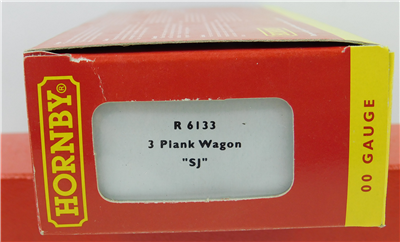 HORNBY®
R 6133
3 Plank Wagon
"SJ"
00 GAUGE